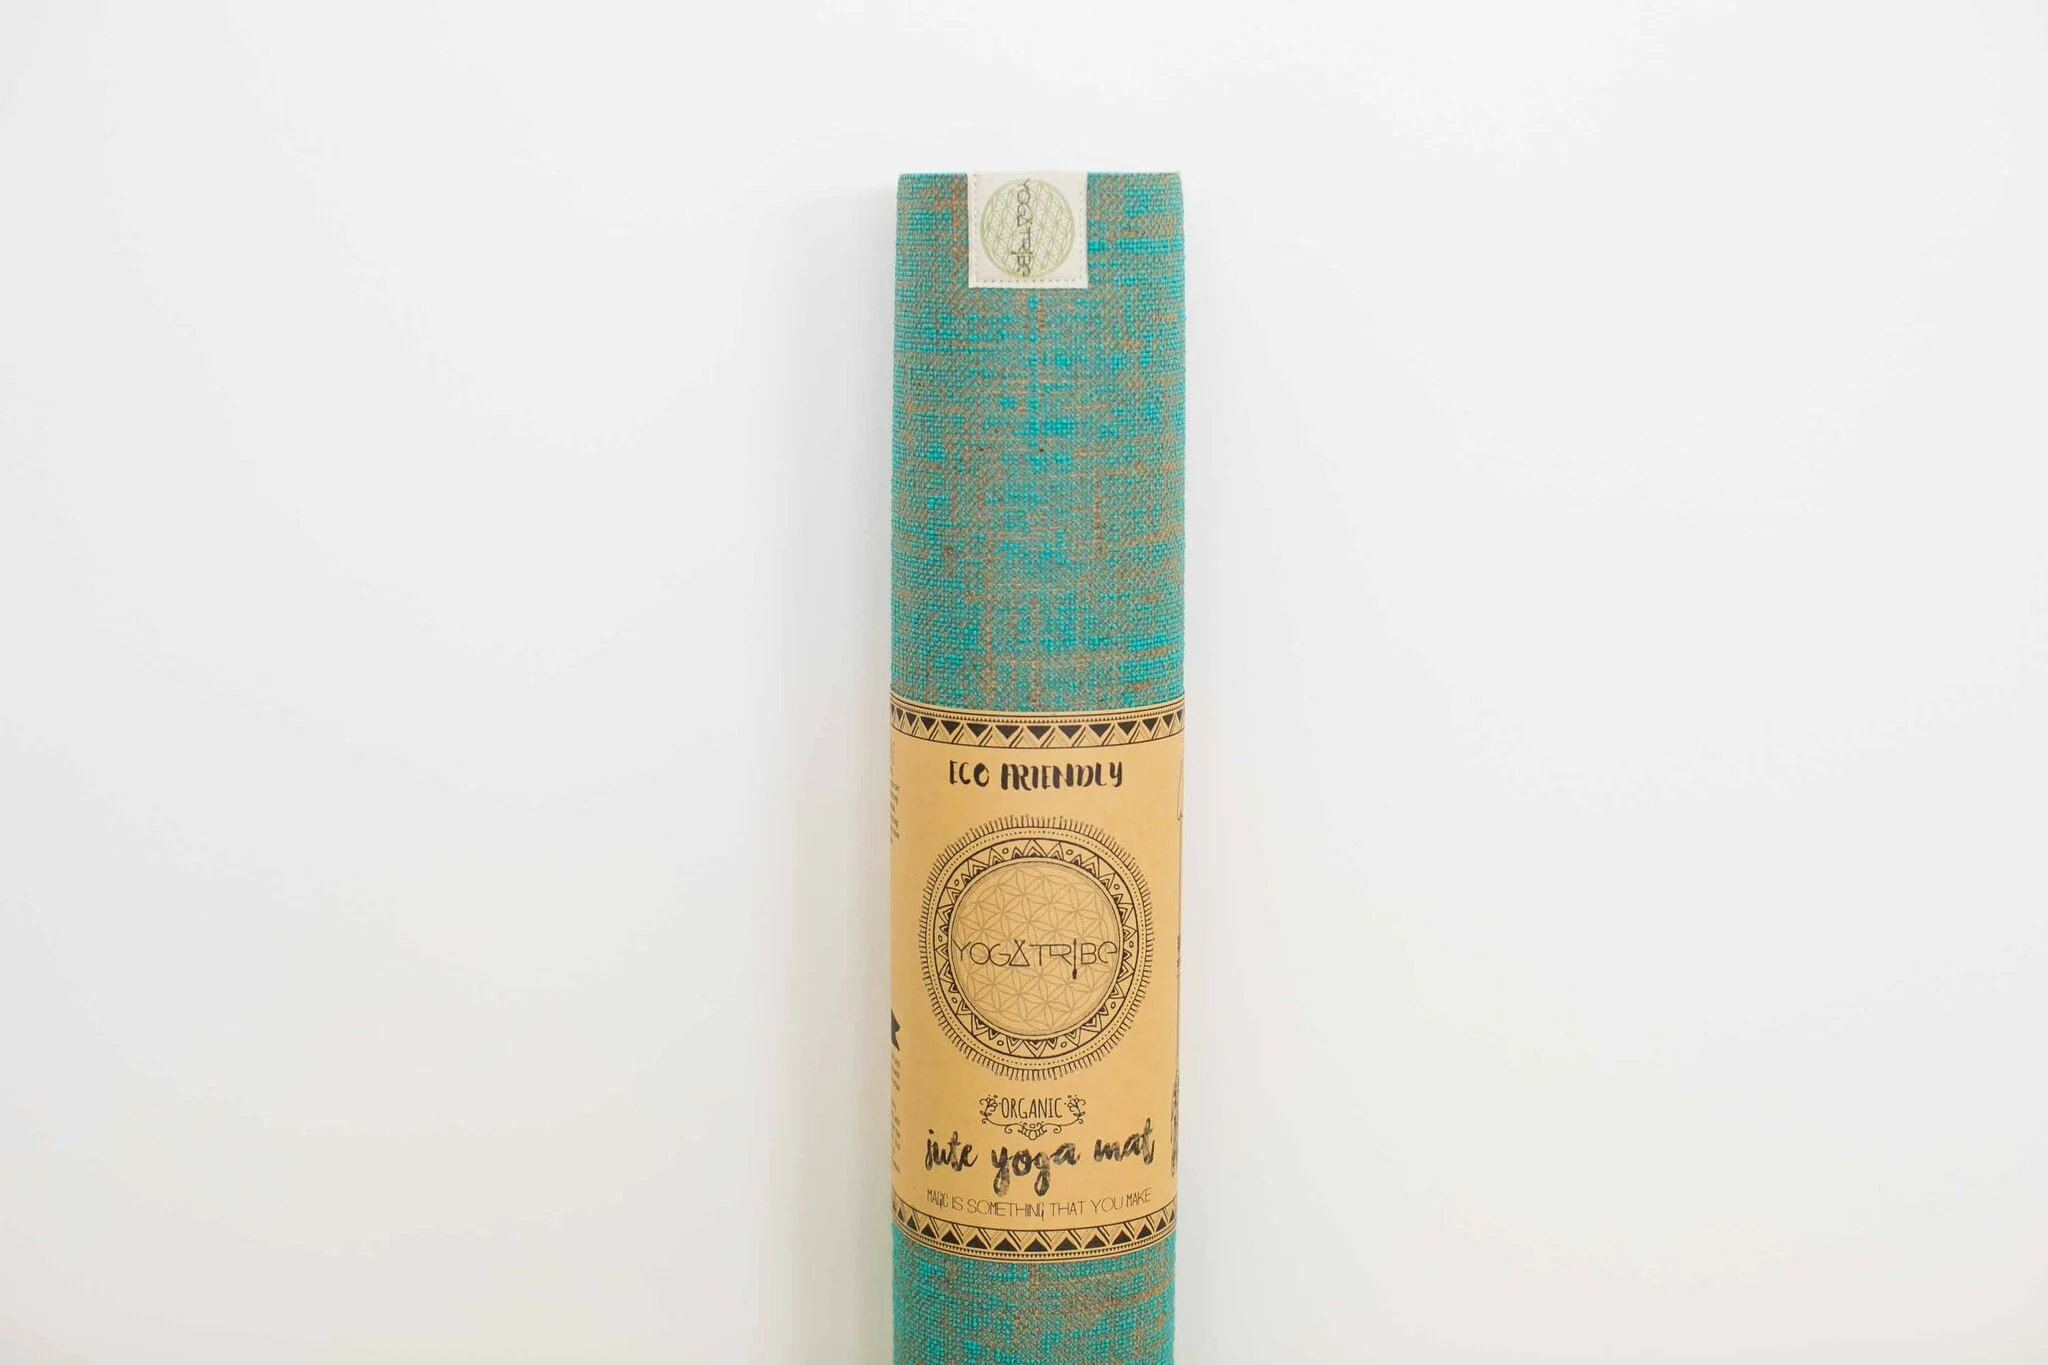 YOGATRIBE
ECO FRIENDLY
YOGATRIBE
ORGANIC
jute yoga mat
MAGIC IS SOMETHING THAT YOU MAKE